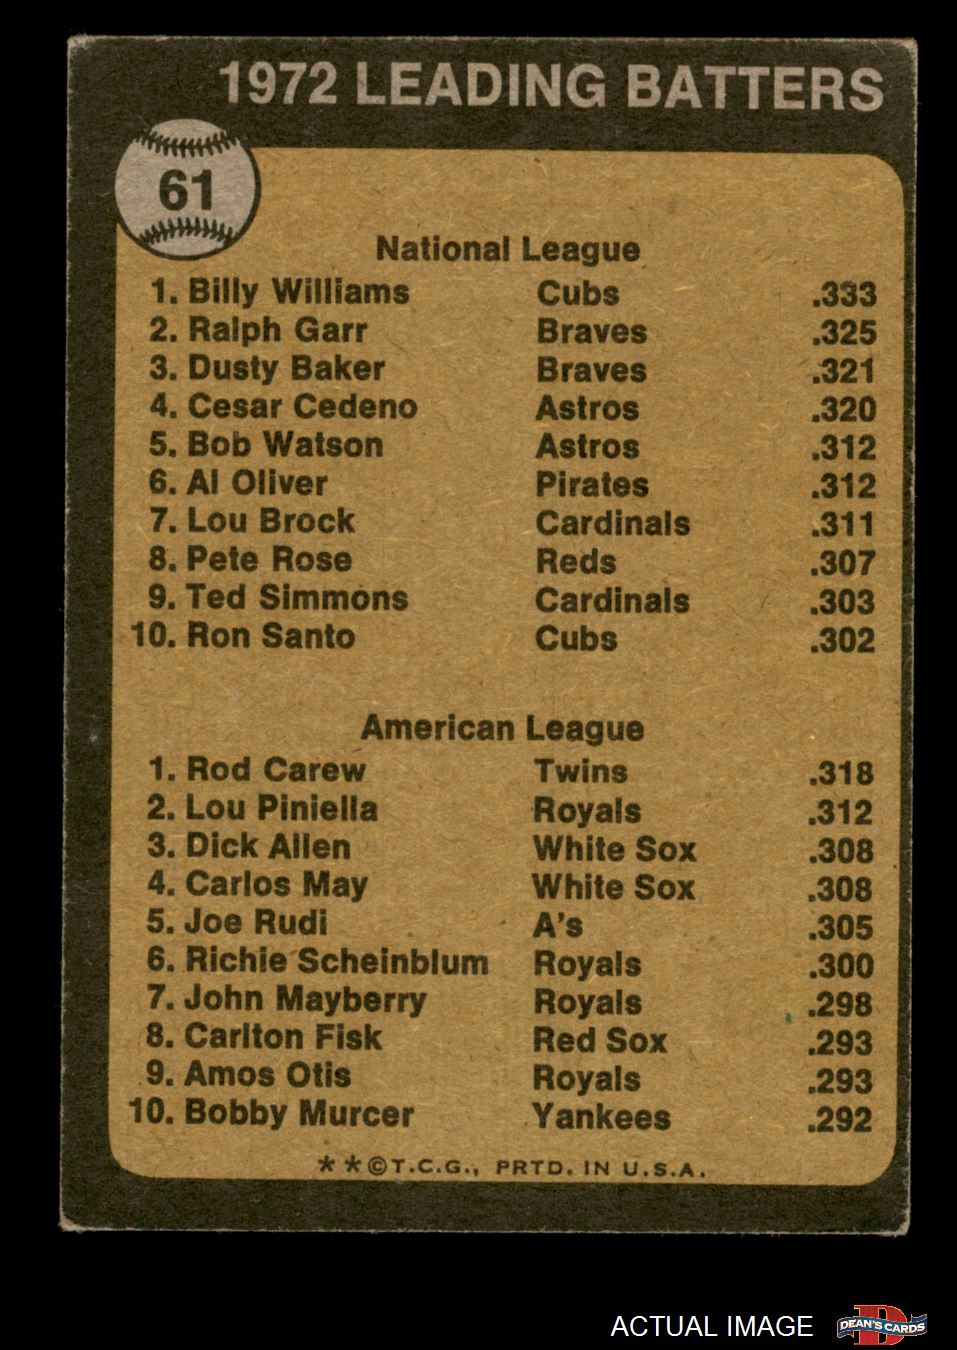 1972 LEADING BATTERS
61
National League
1. Billy Williams Cubs .333
2. Ralph Garr Braves .325
3. Dusty Baker Braves .321
4. Cesar Cedeno Astros .320
5. Bob Watson Astros .312
6. Al Oliver Pirates .312
7. Lou Brock Cardinals .311
8. Pete Rose Reds .307
9. Ted Simmons Cardinals .303
10. Ron Santo Cubs .302
American League
1. Rod Carew Twins .318
2. Lou Piniella Royals .312
3. Dick Allen White Sox .308
4. Carlos May White Sox .308
5. Joe Rudi A's .305
6. Richie Scheinblum Royals .300
7. John Mayberry Royals .298
8. Carlton Fisk Red Sox .293
9. Amos Otis Royals .293
10. Bobby Murcer Yankees .292
**©T.C.G., PRTD. IN U.S.A.
ACTUAL IMAGE
D
DEAN'S CARDS